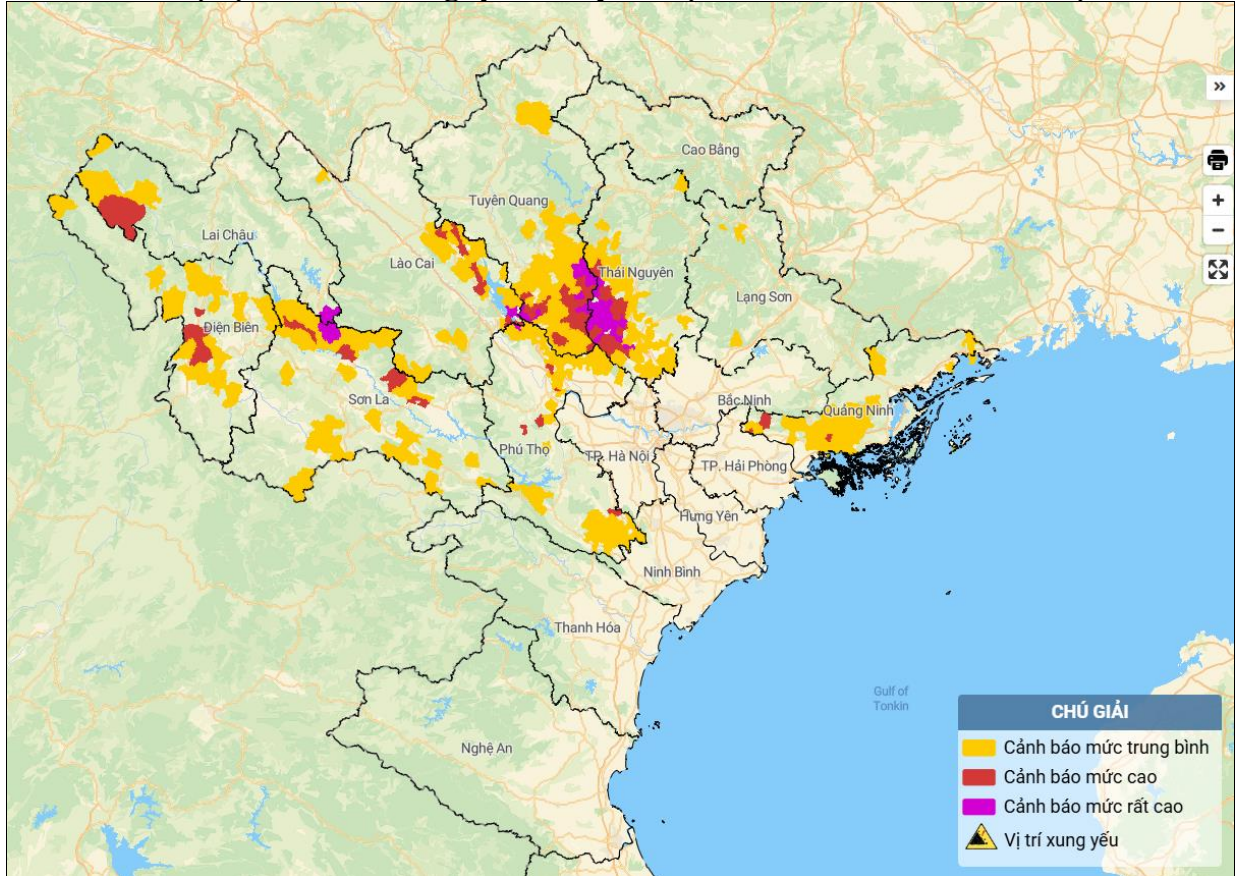 »
Cao Bằng
+
Tuyên Quang
−
Lai Châu
Lào Cai
Thái Nguyên
Lạng Sơn
Điện Biên
Sơn La
Bắc Ninh
Quảng Ninh
Phú Thọ
TP. Hà Nội
TP. Hải Phòng
Hưng Yên
Ninh Bình
Thanh Hóa
Gulf of
Tonkin
Nghệ An
CHÚ GIẢI
Cảnh báo mức trung bình
Cảnh báo mức cao
Cảnh báo mức rất cao
Vị trí xung yếu